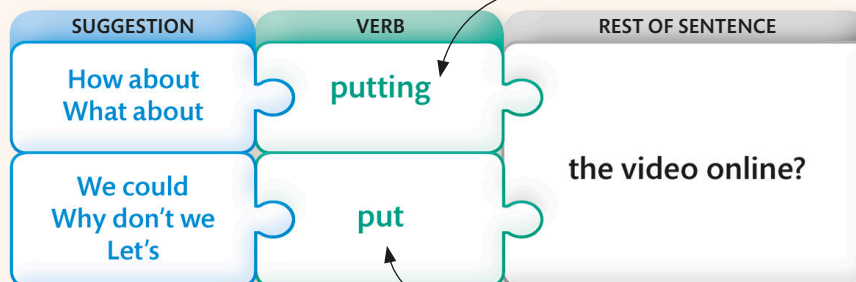 SUGGESTION
VERB
REST OF SENTENCE
How about
What about
putting
We could
Why don't we
Let's
put
the video online?